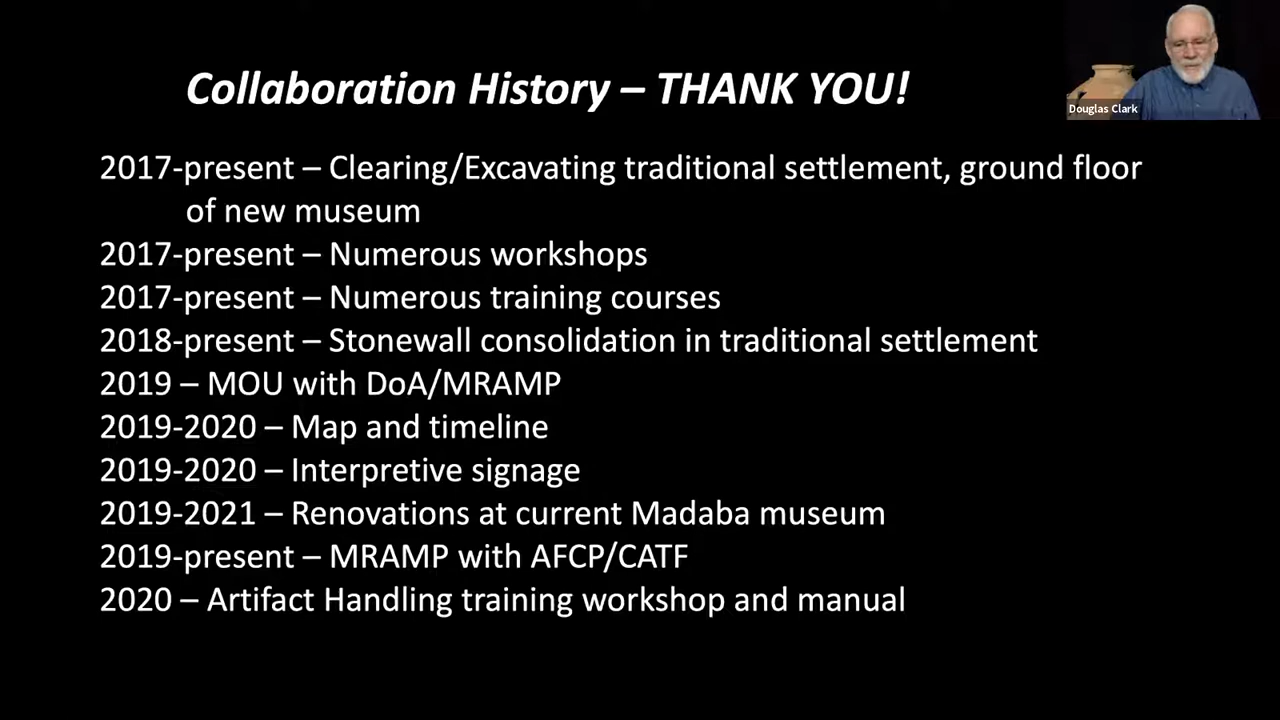 Collaboration History – THANK YOU!
Douglas Clark
2017-present – Clearing/Excavating traditional settlement, ground floor
of new museum
2017-present – Numerous workshops
2017-present – Numerous training courses
2018-present – Stonewall consolidation in traditional settlement
2019 – MOU with DoA/MRAMP
2019-2020 – Map and timeline
2019-2020 – Interpretive signage
2019-2021 – Renovations at current Madaba museum
2019-present – MRAMP with AFCP/CATF
2020 – Artifact Handling training workshop and manual